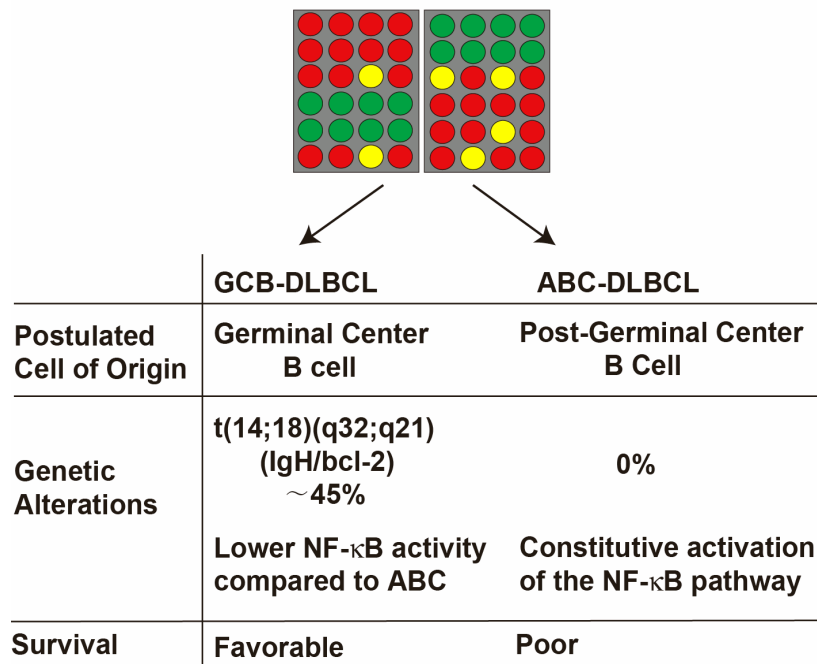 GCB-DLBCL ABC-DLBCL
Postulated
Cell of Origin
Germinal Center
B cell
Post-Germinal Center
B Cell
Genetic
Alterations
t(14;18)(q32;q21)
(IgH/bcl-2)
~45%
0%
Lower NF-κB activity
compared to ABC
Constitutive activation
of the NF-κB pathway
Survival Favorable Poor